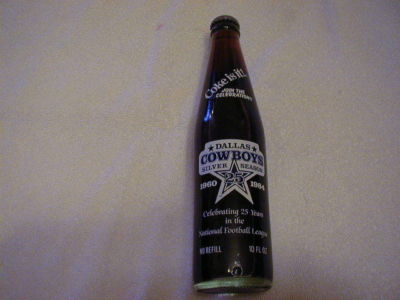 Coke is it!
JOIN THE
CELEBRATION!
DALLAS
COWBOYS
SILVER SEASON
25
1960 1984
Celebrating 25 Years
in the
National Football League
NO REFILL 10 FL OZ